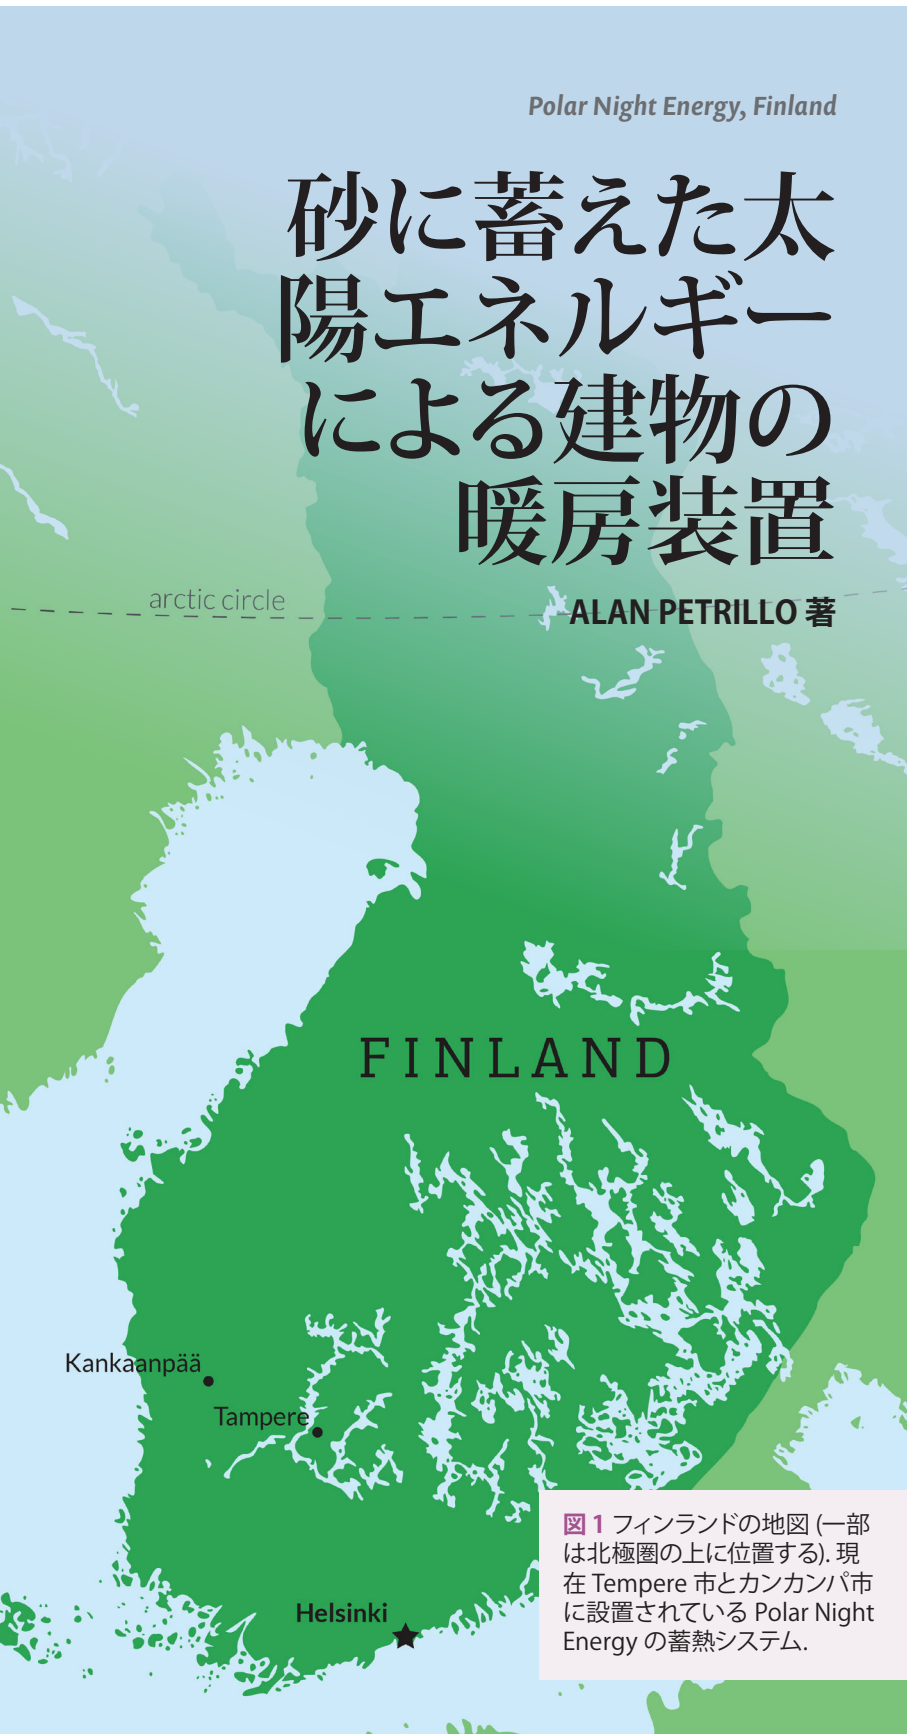 Polar Night Energy, Finland
砂に蓄えた太
陽エネルギー
による建物の
暖房装置
arctic circle
ALAN PETRILLO 著
FINLAND
Kankaanpää
Tampere
Helsinki
図 1 フィンランドの地図 (一部
は北極圏の上に位置する). 現
在 Tempere 市とカンカンパ市
に設置されている Polar Night
Energy の蓄熱システム.